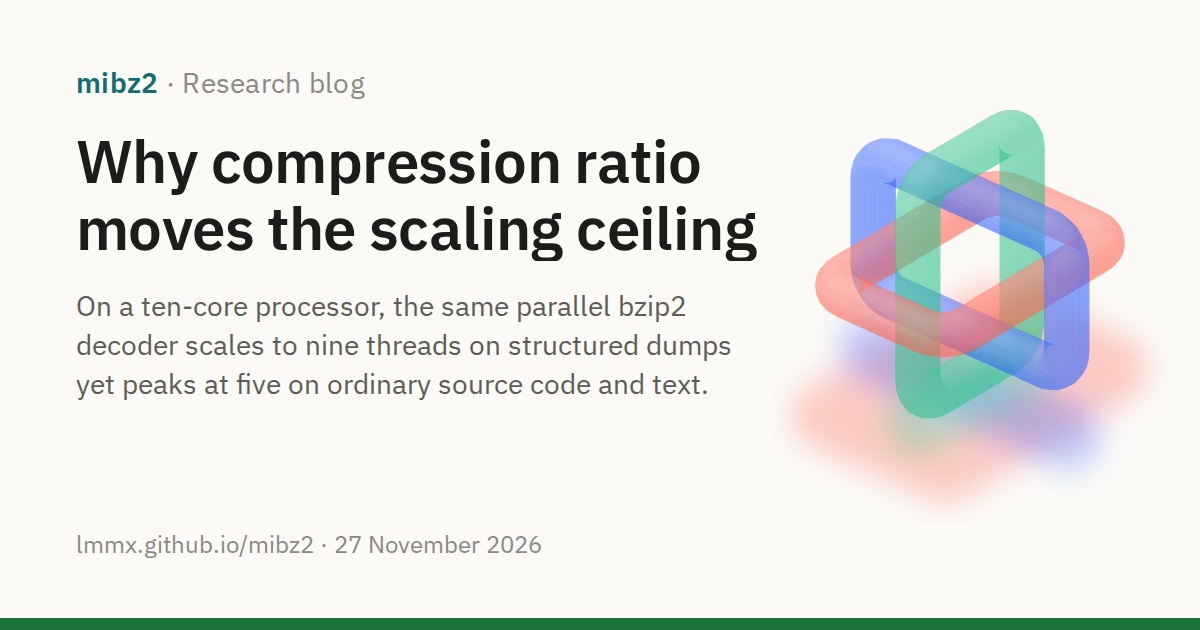 mibz2 · Research blog
Why compression ratio
moves the scaling ceiling
On a ten-core processor, the same parallel bzip2
decoder scales to nine threads on structured dumps
yet peaks at five on ordinary source code and text.
lmmx.github.io/mibz2 · 27 November 2026